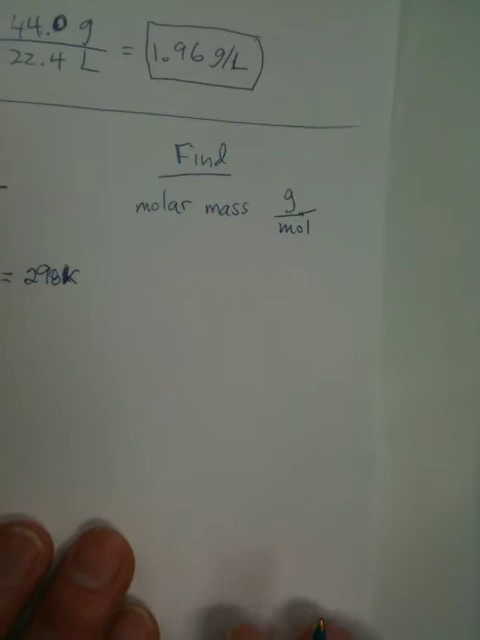 44.0 g
22.4 L
= 1.96 g/L
Find
molar mass g/mol
= 298K